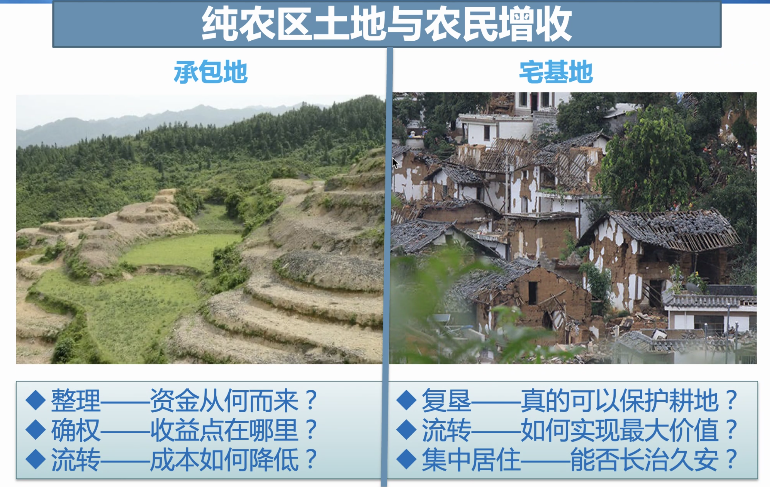 纯农区土地与农民增收
承包地
宅基地
◆ 整理——资金从何而来？
◆ 确权——收益点在哪里？
◆ 流转——成本如何降低？
◆ 复垦——真的可以保护耕地？
◆ 流转——如何实现最大价值？
◆ 集中居住——能否长治久安？